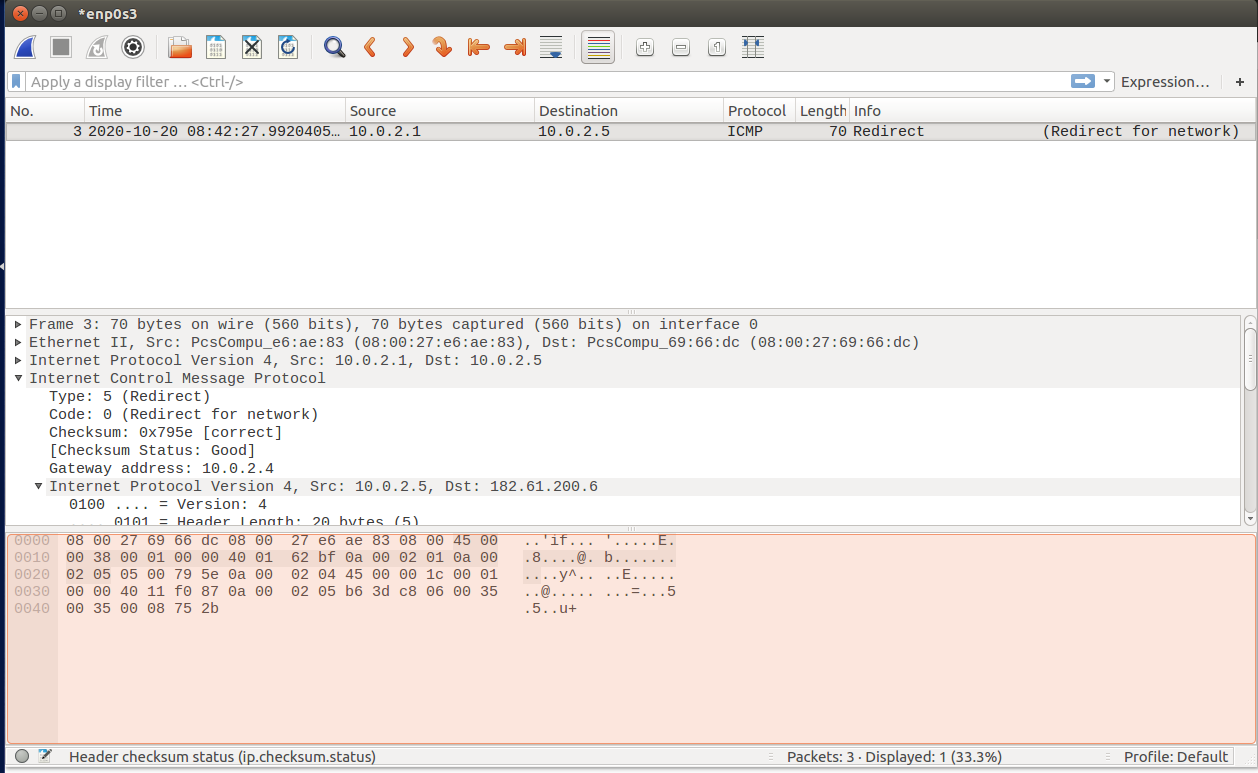 *enp0s3
Apply a display filter … <Ctrl-/>
Expression… +
No. Time Source Destination Protocol Length Info
3 2020-10-20 08:42:27.9920405… 10.0.2.1 10.0.2.5 ICMP 70 Redirect (Redirect for network)
Frame 3: 70 bytes on wire (560 bits), 70 bytes captured (560 bits) on interface 0
Ethernet II, Src: PcsCompu_e6:ae:83 (08:00:27:e6:ae:83), Dst: PcsCompu_69:66:dc (08:00:27:69:66:dc)
Internet Protocol Version 4, Src: 10.0.2.1, Dst: 10.0.2.5
Internet Control Message Protocol
Type: 5 (Redirect)
Code: 0 (Redirect for network)
Checksum: 0x795e [correct]
[Checksum Status: Good]
Gateway address: 10.0.2.4
Internet Protocol Version 4, Src: 10.0.2.5, Dst: 182.61.200.6
0100 .... = Version: 4
.... 0101 = Header Length: 20 bytes (5)
0000 08 00 27 69 66 dc 08 00 27 e6 ae 83 08 00 45 00 ..'if... '.....E.
0010 00 38 00 01 00 00 40 01 62 bf 0a 00 02 01 0a 00 .8....@. b.......
0020 02 05 05 00 79 5e 0a 00 02 04 45 00 00 1c 00 01 ....y^.. ..E.....
0030 00 00 40 11 f0 87 0a 00 02 05 b6 3d c8 06 00 35 ..@..... ...=...5
0040 00 35 00 08 75 2b .5..u+
Header checksum status (ip.checksum.status) Packets: 3 · Displayed: 1 (33.3%) Profile: Default